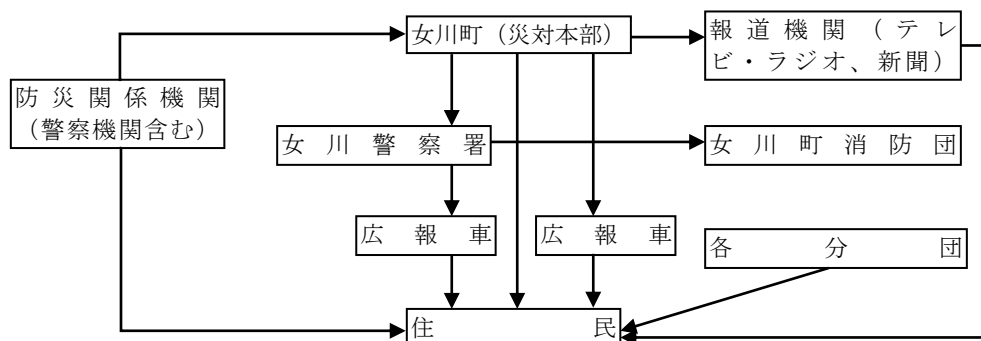 女川町（災対本部）
報道機関（テレ
ビ・ラジオ、新聞）
防災関係機関
（警察機関含む）
女川警察署
女川町消防団
広報車
広報車
各分団
住民